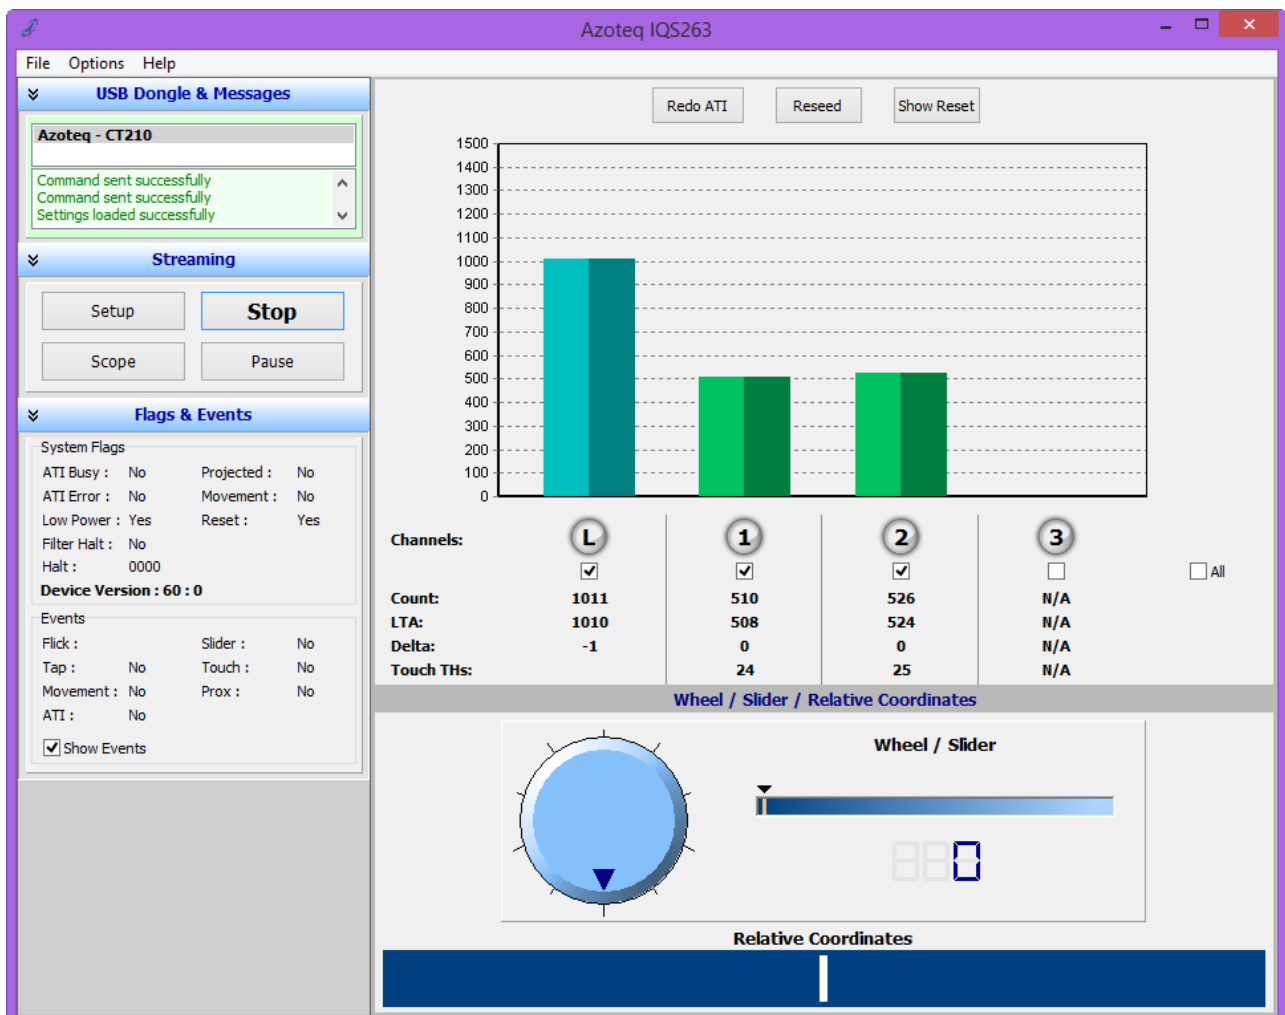 Azoteq IQS263
File Options Help
USB Dongle & Messages
Azoteq - CT210
Command sent successfully
Command sent successfully
Settings loaded successfully
Streaming
Setup Stop
Scope Pause
Flags & Events
System Flags
ATI Busy : No Projected : No
ATI Error : No Movement : No
Low Power : Yes Reset : Yes
Filter Halt : No
Halt : 0000
Device Version : 60 : 0
Events
Flick : Slider : No
Tap : No Touch : No
Movement : No Prox : No
ATI : No
Show Events
Redo ATI Reseed Show Reset
1500
1400
1300
1200
1100
1000
900
800
700
600
500
400
300
200
100
0
Channels: L 1 2 3
All
Count: 1011 510 526 N/A
LTA: 1010 508 524 N/A
Delta: -1 0 0 N/A
Touch THs: 24 25 N/A
Wheel / Slider / Relative Coordinates
Wheel / Slider
0
Relative Coordinates